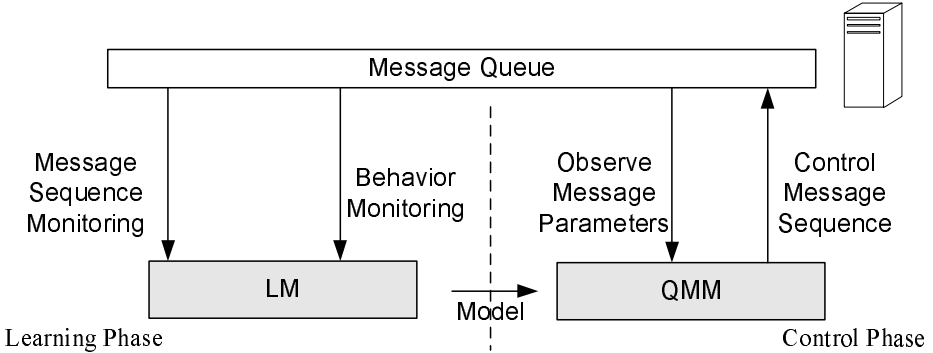 Message Queue
Message
Sequence
Monitoring
Behavior
Monitoring
Observe
Message
Parameters
Control
Message
Sequence
LM
Model
QMM
Learning Phase
Control Phase